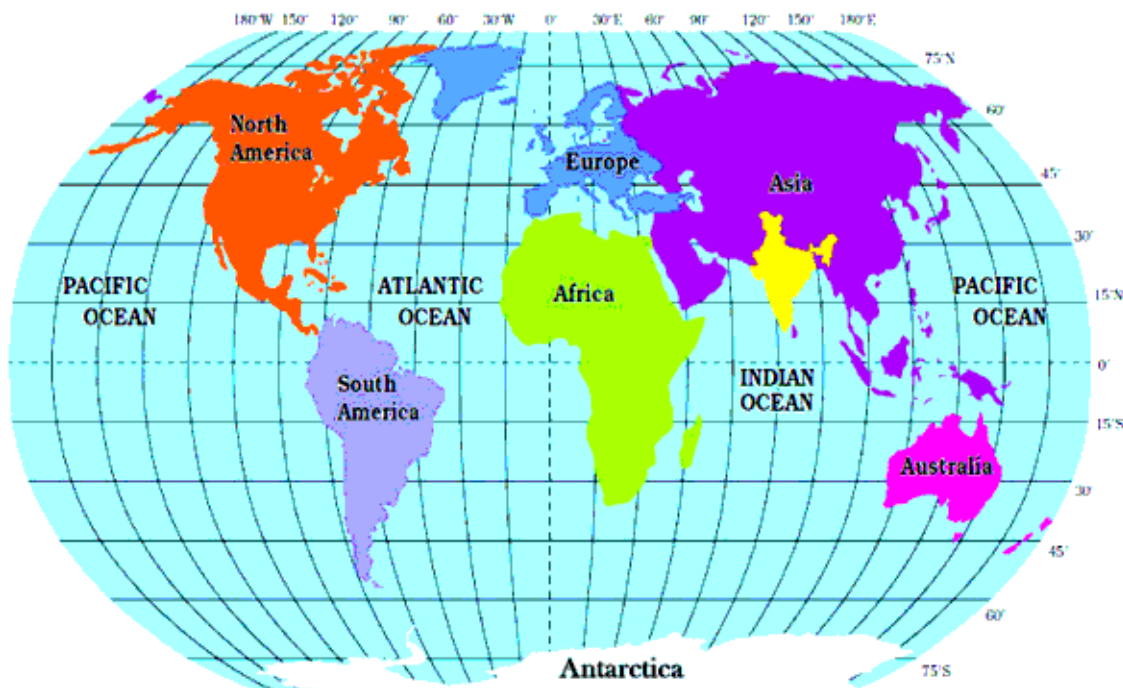 180°W 150° 120° 90° 60° 30°W 0° 30°E 60° 90° 120° 150° 180°E
75°N
60°
North
America
Europe
Asia
45°
30°
PACIFIC
OCEAN
ATLANTIC
OCEAN
Africa
PACIFIC
OCEAN
15°N
0°
South
America
INDIAN
OCEAN
15°S
Australia
30°
45°
60°
Antarctica
75°S